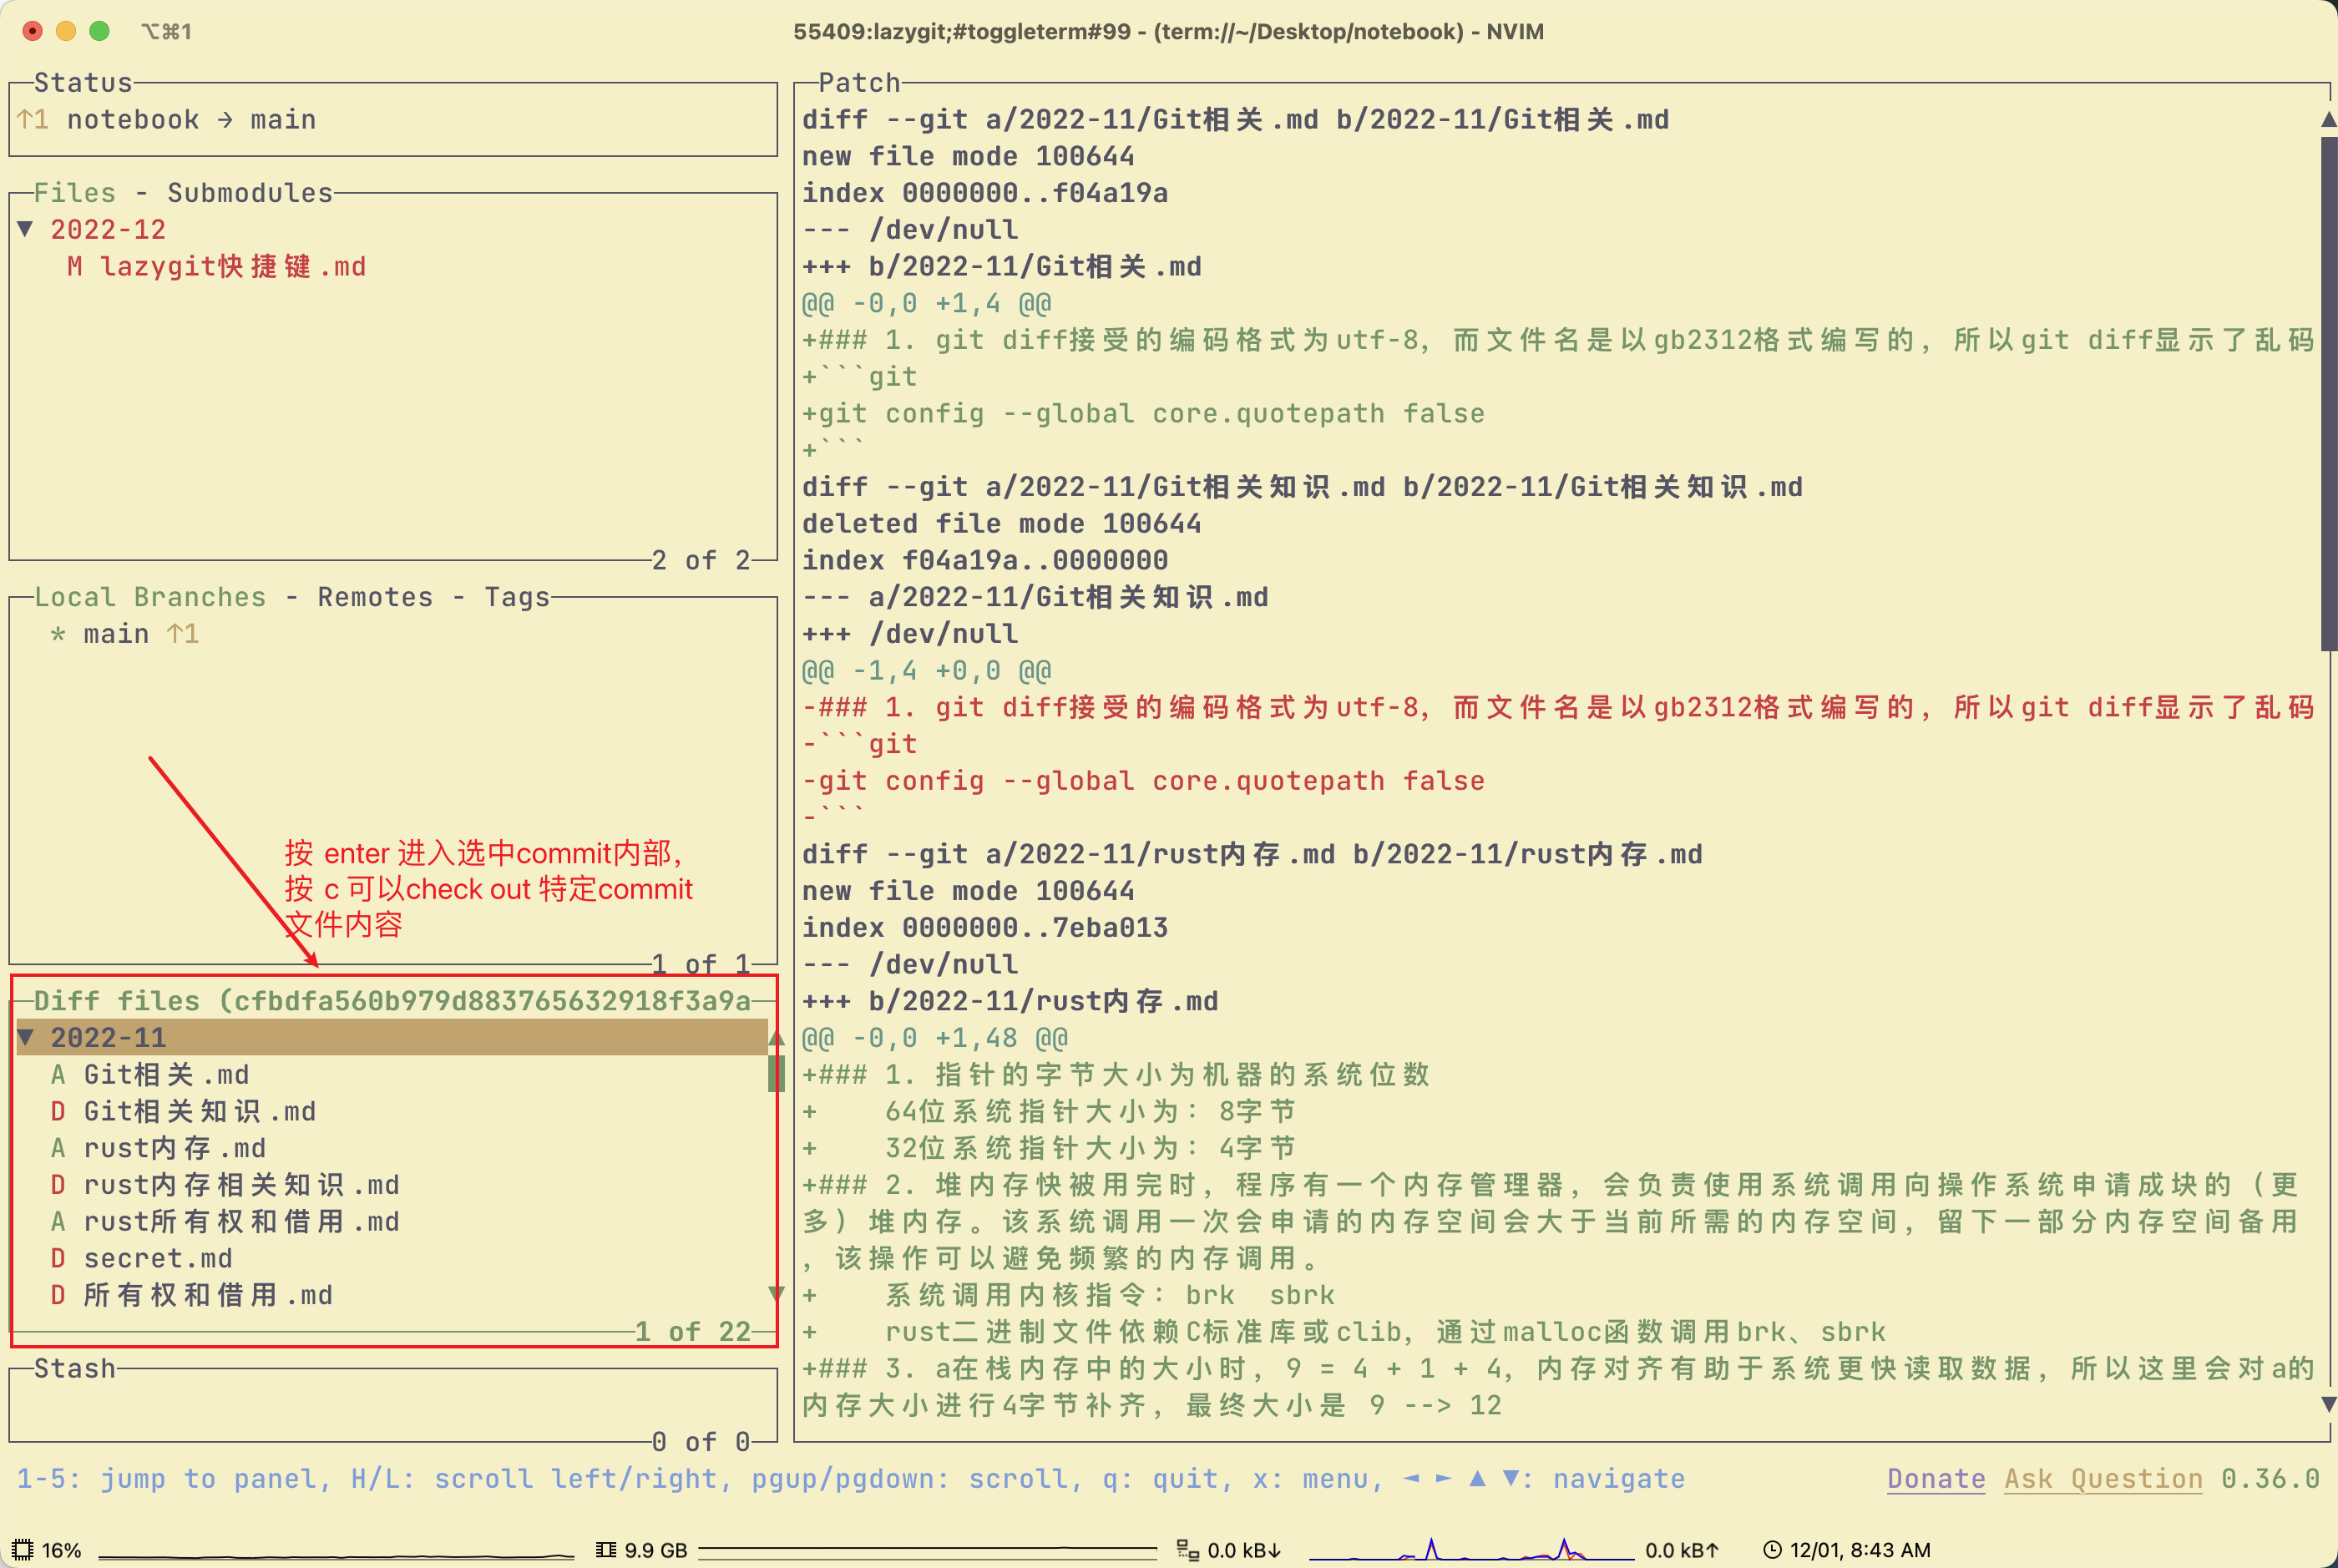 ⌥⌘1
55409:lazygit;#toggleterm#99 - (term://~/Desktop/notebook) - NVIM
Status
↑1 notebook → main
Files - Submodules
▼ 2022-12
M lazygit快捷键.md
2 of 2
Local Branches - Remotes - Tags
* main ↑1
按 enter 进入选中commit内部,
按 c 可以check out 特定commit
文件内容
1 of 1
Diff files (cfbdfa560b979d883765632918f3a9a
▼ 2022-11
A Git相关.md
D Git相关知识.md
A rust内存.md
D rust内存相关知识.md
A rust所有权和借用.md
D secret.md
D 所有权和借用.md
1 of 22
Stash
0 of 0
Patch
diff --git a/2022-11/Git相关.md b/2022-11/Git相关.md
new file mode 100644
index 0000000..f04a19a
--- /dev/null
+++ b/2022-11/Git相关.md
@@ -0,0 +1,4 @@
+### 1. git diff接受的编码格式为utf-8, 而文件名是以gb2312格式编写的, 所以git diff显示了乱码
+```git
+git config --global core.quotepath false
+```
diff --git a/2022-11/Git相关知识.md b/2022-11/Git相关知识.md
deleted file mode 100644
index f04a19a..0000000
--- a/2022-11/Git相关知识.md
+++ /dev/null
@@ -1,4 +0,0 @@
-### 1. git diff接受的编码格式为utf-8, 而文件名是以gb2312格式编写的, 所以git diff显示了乱码
-```git
-git config --global core.quotepath false
-```
diff --git a/2022-11/rust内存.md b/2022-11/rust内存.md
new file mode 100644
index 0000000..7eba013
--- /dev/null
+++ b/2022-11/rust内存.md
@@ -0,0 +1,48 @@
+### 1. 指针的字节大小为机器的系统位数
+    64位系统指针大小为: 8字节
+    32位系统指针大小为: 4字节
+### 2. 堆内存快被用完时, 程序有一个内存管理器, 会负责使用系统调用向操作系统申请成块的 (更
多) 堆内存。该系统调用一次会申请的内存空间会大于当前所需的内存空间, 留下一部分内存空间备用
, 该操作可以避免频繁的内存调用。
+    系统调用内核指令: brk  sbrk
+    rust二进制文件依赖C标准库或clib, 通过malloc函数调用brk、sbrk
+### 3. a在栈内存中的大小时, 9 = 4 + 1 + 4, 内存对齐有助于系统更快读取数据, 所以这里会对a的
内存大小进行4字节补齐, 最终大小是 9 --> 12
1-5: jump to panel, H/L: scroll left/right, pgup/pgdown: scroll, q: quit, x: menu, ◄ ► ▲ ▼: navigate
Donate Ask Question 0.36.0
16%
9.9 GB
0.0 kB↓
0.0 kB↑
12/01, 8:43 AM